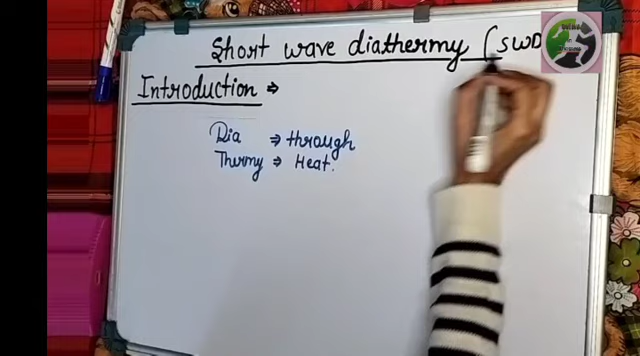 Short wave diathermy (SWD
Introduction ⇒
Dia ⇒ through
Thermy ⇒ Heat.